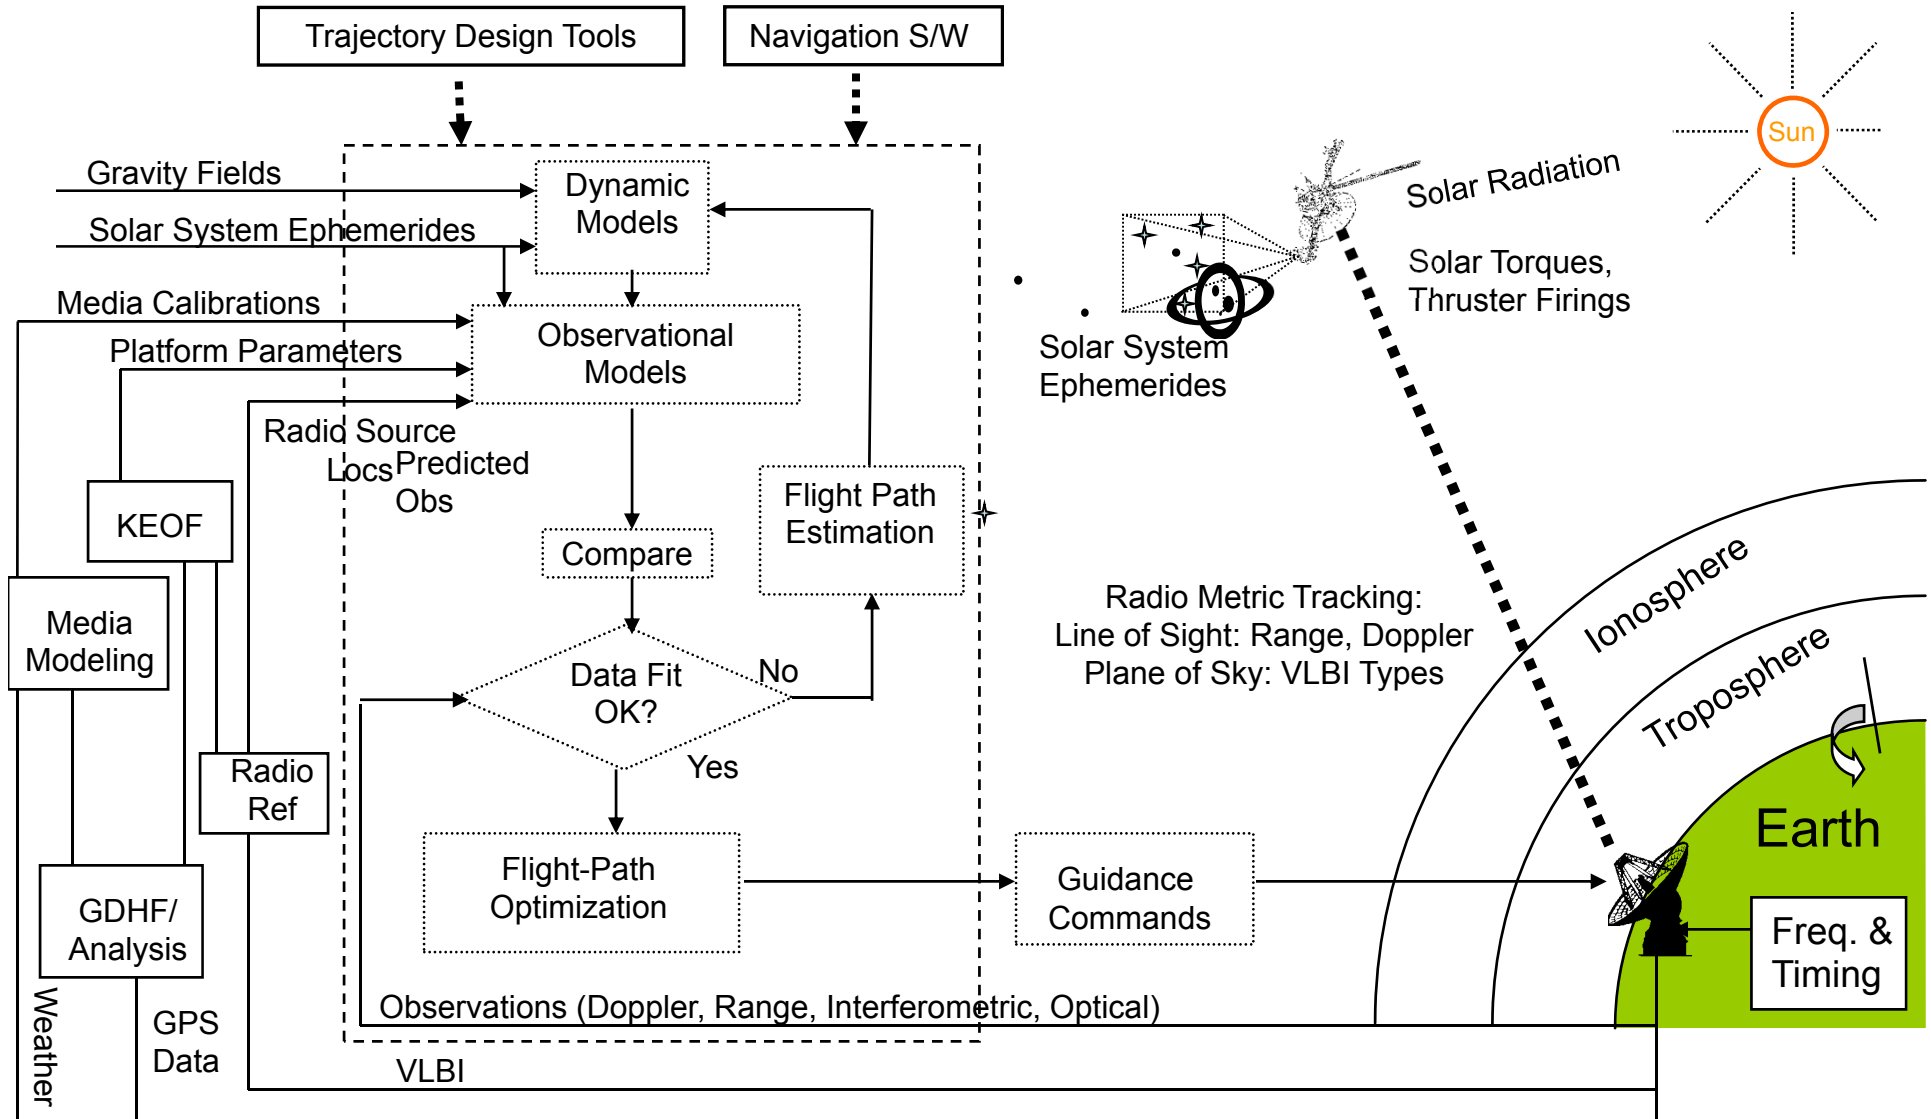 Trajectory Design Tools
Navigation S/W
Sun
Gravity Fields
Dynamic
Models
Solar System Ephemerides
Solar Radiation
Solar Torques,
Thruster Firings
Media Calibrations
Observational
Models
Platform Parameters
Solar System
Ephemerides
Radio Source
Locs
Predicted
Obs
Flight Path
Estimation
KEOF
Compare
Media
Modeling
Radio Metric Tracking:
Line of Sight: Range, Doppler
Plane of Sky: VLBI Types
Ionosphere
Troposphere
Data Fit
OK?
No
Yes
Radio
Ref
Earth
Flight-Path
Optimization
Guidance
Commands
GDHF/
Analysis
Freq. &
Timing
Weather
GPS
Data
Observations (Doppler, Range, Interferometric, Optical)
VLBI